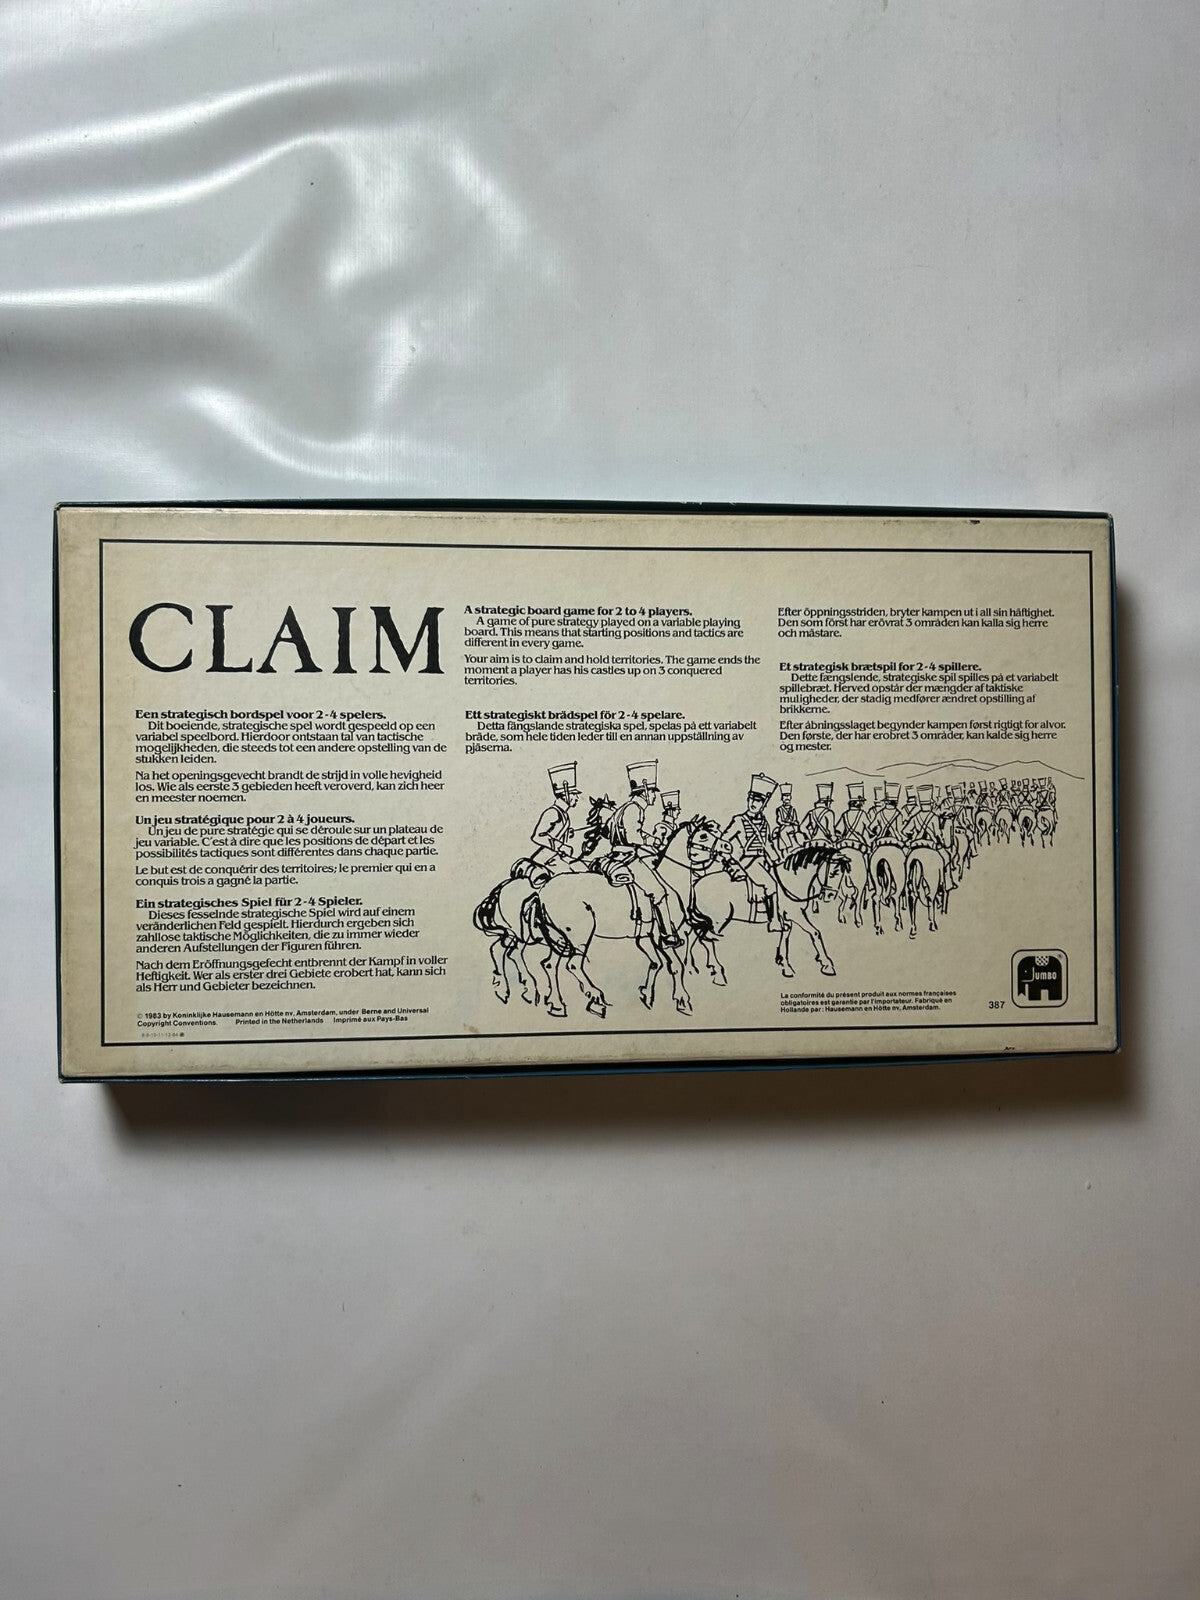 CLAIM
Een strategisch bordspel voor 2-4 spelers.
Dit boeiende, strategische spel wordt gespeeld op een
variabel speelbord. Hierdoor ontstaan tal van tactische
mogelijkheden, die steeds tot een andere opstelling van de
stukken leiden.
Na het openingsgevecht brandt de strijd in volle hevigheid
los. Wie als eerste 3 gebieden heeft veroverd, kan zich heer
en meester noemen.
Un jeu stratégique pour 2 à 4 joueurs.
Un jeu de pure stratégie qui se déroule sur un plateau de
jeu variable. C'est à dire que les positions de départ et les
possibilités tactiques sont différentes dans chaque partie.
Le but est de conquérir des territoires; le premier qui en a
conquis trois a gagné la partie.
Ein strategisches Spiel für 2-4 Spieler.
Dieses fesselnde strategische Spiel wird auf einem
veränderlichen Feld gespielt. Hierdurch ergeben sich
zahllose taktische Möglichkeiten, die zu immer wieder
anderen Aufstellungen der Figuren führen.
Nach dem Eröffnungsgefecht entbrennt der Kampf in voller
Heftigkeit. Wer als erster drei Gebiete erobert hat, kann sich
als Herr und Gebieter bezeichnen.
© 1983 by Koninklijke Hausemann en Hötte nv, Amsterdam, under Berne and Universal
Copyright Conventions. Printed in the Netherlands Imprimé aux Pays-Bas
A strategic board game for 2 to 4 players.
A game of pure strategy played on a variable playing
board. This means that starting positions and tactics are
different in every game.
Your aim is to claim and hold territories. The game ends the
moment a player has his castles up on 3 conquered
territories.
Ett strategiskt brädspel för 2-4 spelare.
Detta fängslande strategiska spel, spelas på ett variabelt
bräde, som hele tiden leder till en annan uppställning av
pjäserna.
Efter öppningsstriden, bryter kampen ut i all sin häftighet.
Den som först har erövrat 3 områden kan kalla sig herre
och mästare.
Et strategisk brætspil for 2-4 spillere.
Dette fængslende, strategiske spil spilles på et variabelt
spillebræt. Herved opstår der mængder af taktiske
muligheder, der stadig medfører ændret opstilling af
brikkerne.
Efter åbningsslaget begynder kampen først rigtigt for alvor.
Den første, der har erobret 3 områder, kan kalde sig herre
og mester.
La conformité du présent produit aux normes françaises
obligatoires est garantie par l'importateur. Fabriqué en
Hollande par: Hausemann en Hötte nv, Amsterdam.
387
JUMBO
®